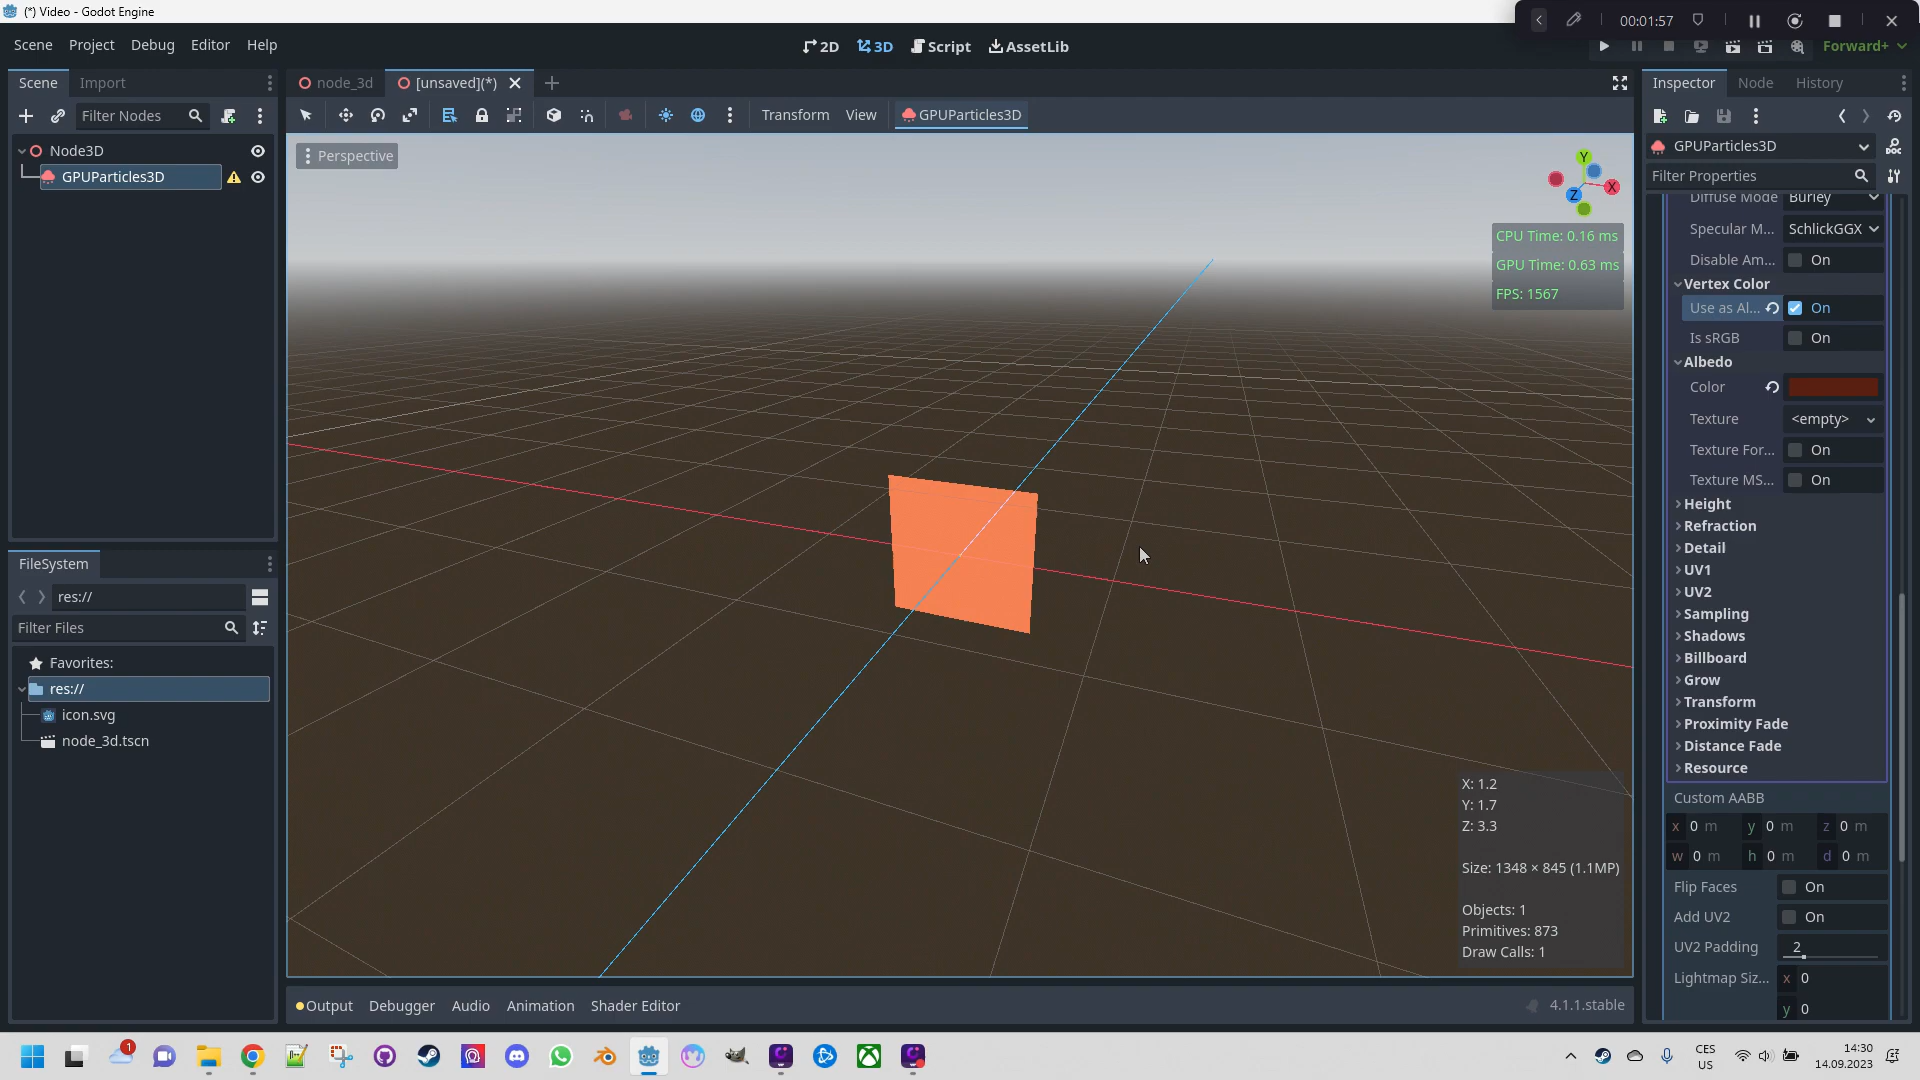 (*) Video - Godot Engine
00:01:57
Scene Project Debug Editor Help
2D 3D Script AssetLib
Forward+
Scene Import
node_3d [unsaved](*)
Inspector Node History
Filter Nodes
Transform View GPUParticles3D
Node3D
GPUParticles3D
Perspective
Y
X
Z
CPU Time: 0.16 ms
GPU Time: 0.63 ms
FPS: 1567
GPUParticles3D
Filter Properties
Diffuse Mode Burley
Specular M... SchlickGGX
Disable Am... On
Vertex Color
Use as Al... On
Is sRGB On
Albedo
Color
Texture <empty>
Texture For... On
Texture MS... On
Height
Refraction
Detail
UV1
UV2
Sampling
Shadows
Billboard
Grow
Transform
Proximity Fade
Distance Fade
Resource
Custom AABB
x 0 m y 0 m z 0 m
w 0 m h 0 m d 0 m
Flip Faces On
Add UV2 On
UV2 Padding 2
Lightmap Siz... x 0
y 0
FileSystem
res://
Filter Files
Favorites:
res://
icon.svg
node_3d.tscn
X: 1.2
Y: 1.7
Z: 3.3
Size: 1348 × 845 (1.1MP)
Objects: 1
Primitives: 873
Draw Calls: 1
Output Debugger Audio Animation Shader Editor
4.1.1.stable
1
CES
US
14:30
14.09.2023